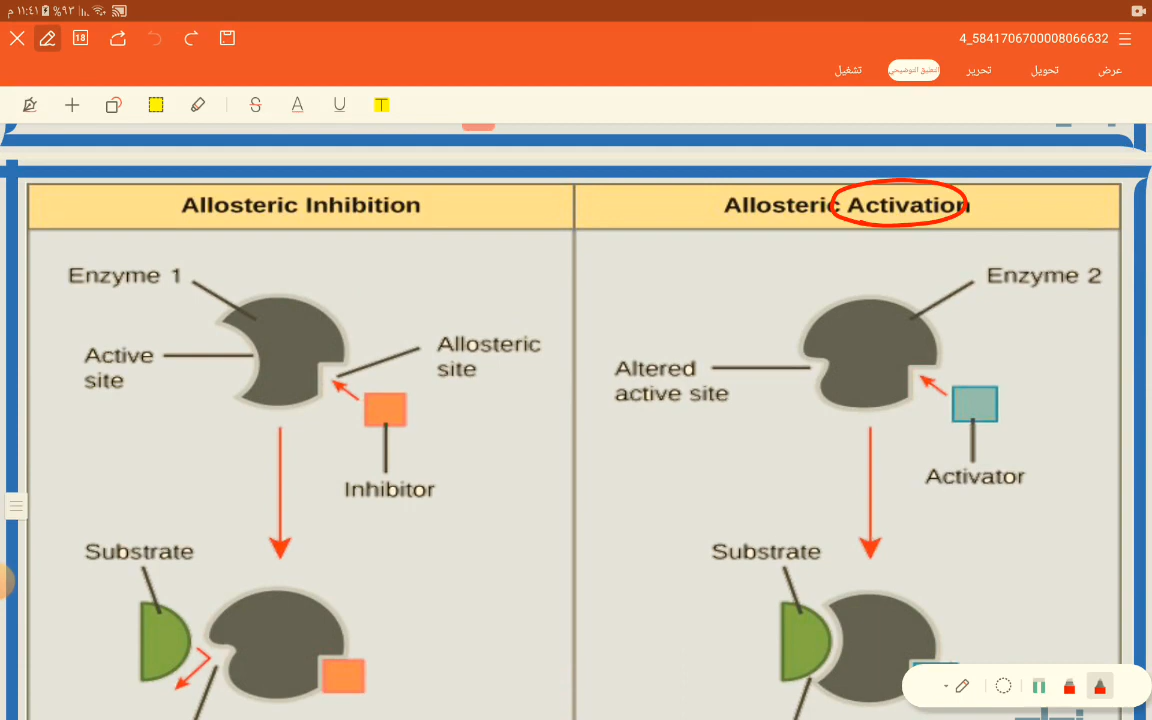 م ١١:٤١ %٩٣
18
4_5841706700008066632
عرض تحويل تحرير التعليق التوضيحي تشغيل
S A U T
Allosteric Inhibition
Allosteric Activation
Enzyme 1
Active
site
Allosteric
site
Inhibitor
Substrate
Enzyme 2
Altered
active site
Activator
Substrate